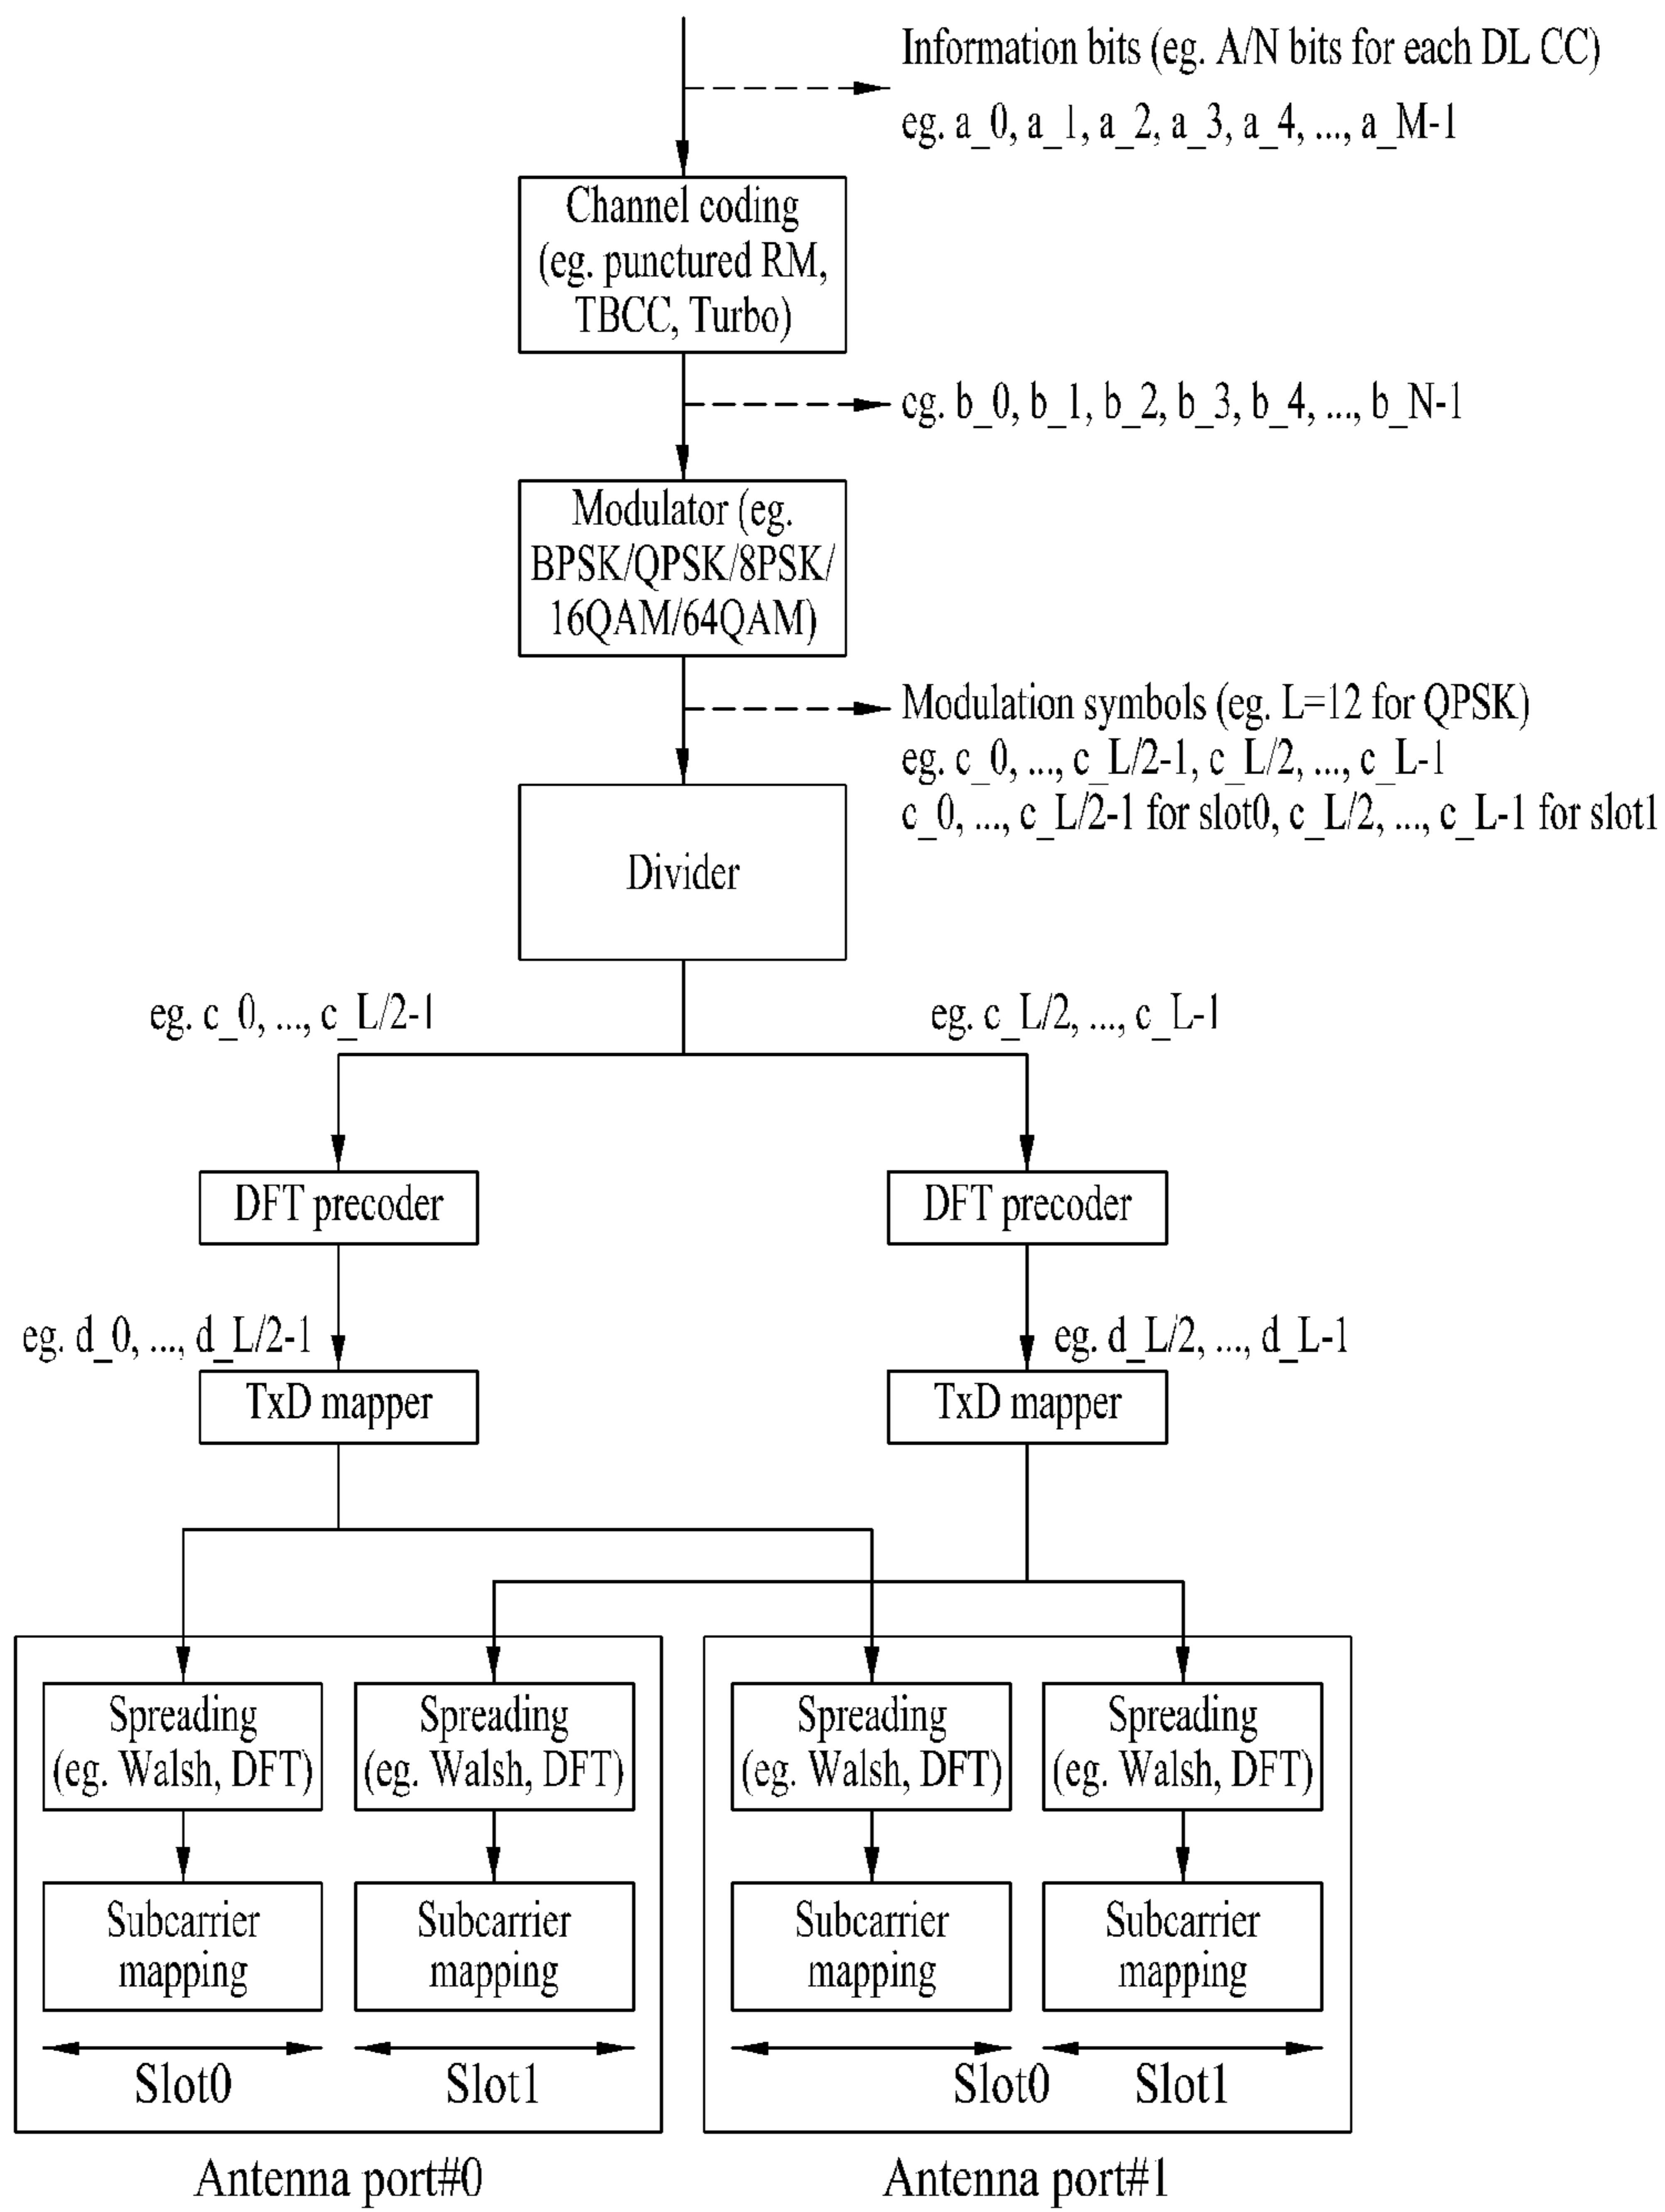 Information bits (eg. A/N bits for each DL CC)
eg. a_0, a_1, a_2, a_3, a_4, ..., a_M-1
Channel coding
(eg. punctured RM,
TBCC, Turbo)
eg. b_0, b_1, b_2, b_3, b_4, ..., b_N-1
Modulator (eg.
BPSK/QPSK/8PSK/
16QAM/64QAM)
Modulation symbols (eg. L=12 for QPSK)
eg. c_0, ..., c_L/2-1, c_L/2, ..., c_L-1
c_0, ..., c_L/2-1 for slot0, c_L/2, ..., c_L-1 for slot1
Divider
eg. c_0, ..., c_L/2-1
eg. c_L/2, ..., c_L-1
DFT precoder
DFT precoder
eg. d_0, ..., d_L/2-1
eg. d_L/2, ..., d_L-1
TxD mapper
TxD mapper
Spreading
(eg. Walsh, DFT)
Spreading
(eg. Walsh, DFT)
Spreading
(eg. Walsh, DFT)
Spreading
(eg. Walsh, DFT)
Subcarrier
mapping
Subcarrier
mapping
Subcarrier
mapping
Subcarrier
mapping
Slot0
Slot1
Slot0
Slot1
Antenna port#0
Antenna port#1